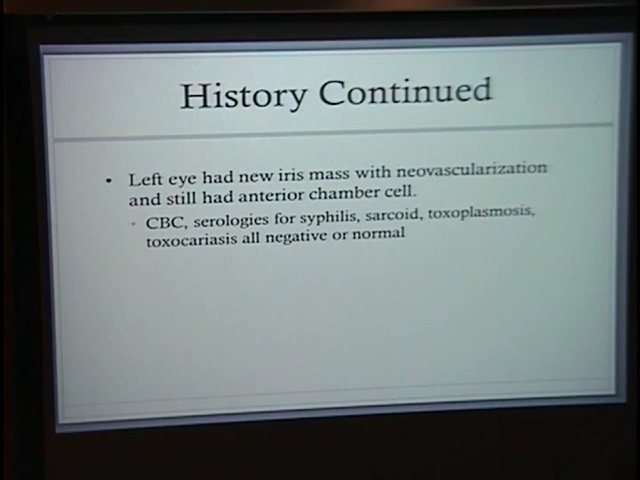 History Continued
• Left eye had new iris mass with neovascularization
and still had anterior chamber cell.
◦ CBC, serologies for syphilis, sarcoid, toxoplasmosis,
toxocariasis all negative or normal